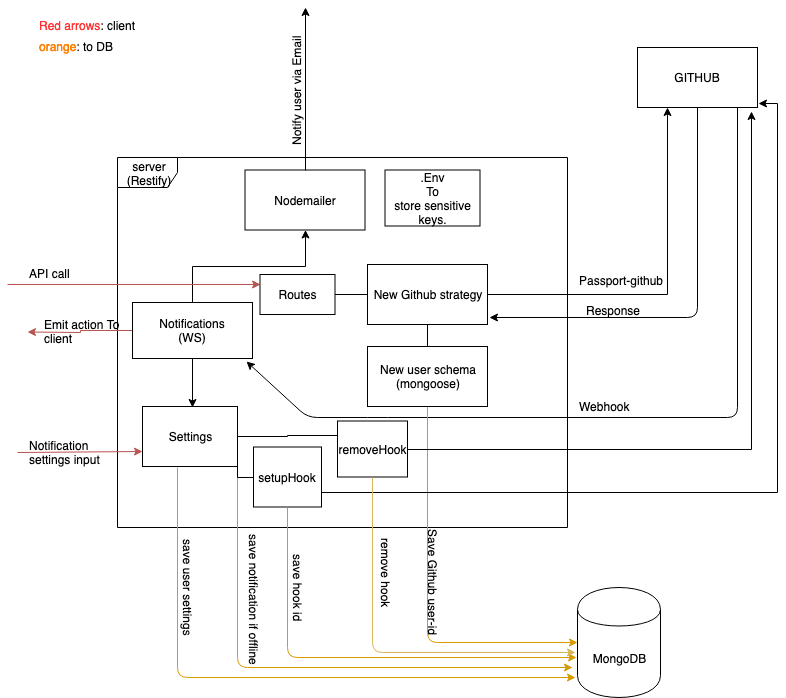 Red arrows: client
orange: to DB
Notify user via Email
GITHUB
server
(Restify)
Nodemailer
.Env
To
store sensitive
keys.
API call
Routes
New Github strategy
Passport-github
Response
Emit action To
client
Notifications
(WS)
New user schema
(mongoose)
Webhook
Settings
removeHook
Notification
settings input
setupHook
save user settings
save notification if offline
save hook id
remove hook
Save Github user-id
MongoDB